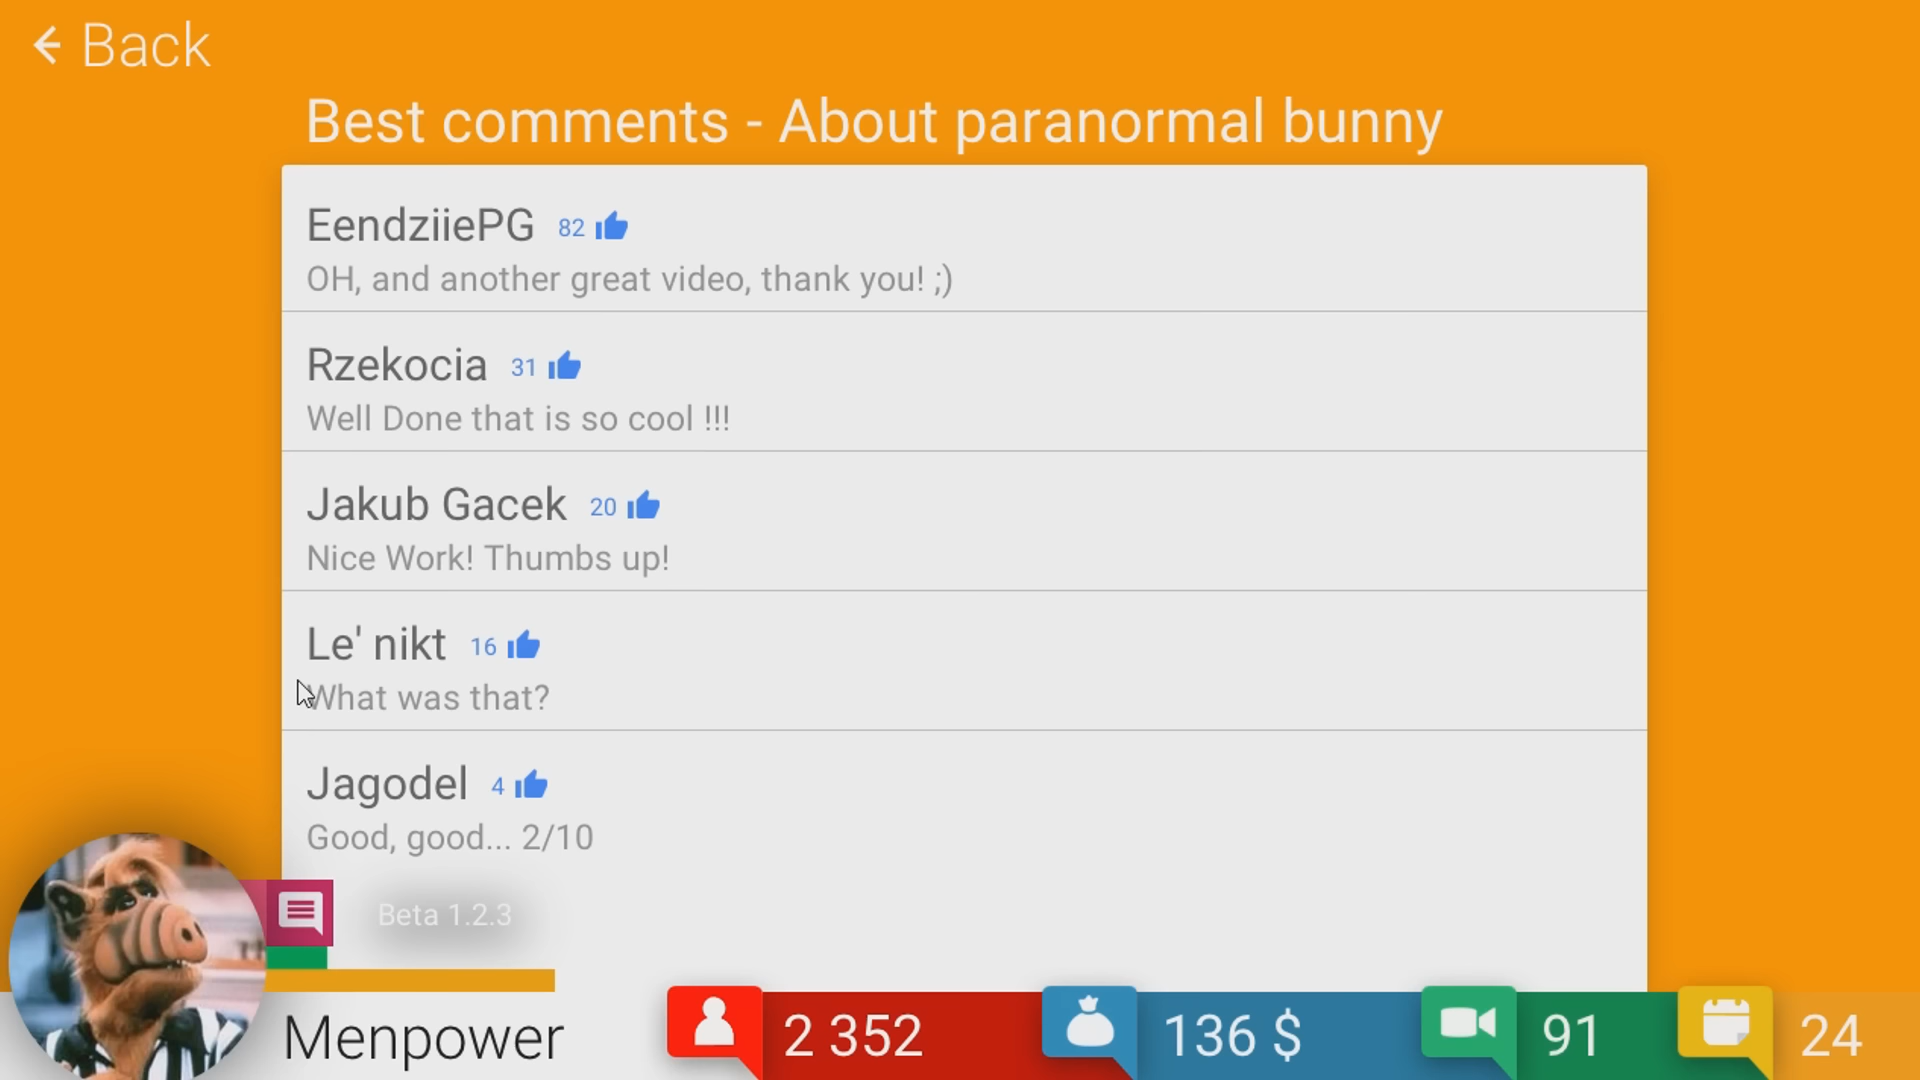 Back
Best comments - About paranormal bunny
EendziiePG 82
OH, and another great video, thank you! ;)
Rzekocia 31
Well Done that is so cool !!!
Jakub Gacek 20
Nice Work! Thumbs up!
Le' nikt 16
What was that?
Jagodel 4
Good, good... 2/10
Beta 1.2.3
Menpower 2 352 136 $ 91 24